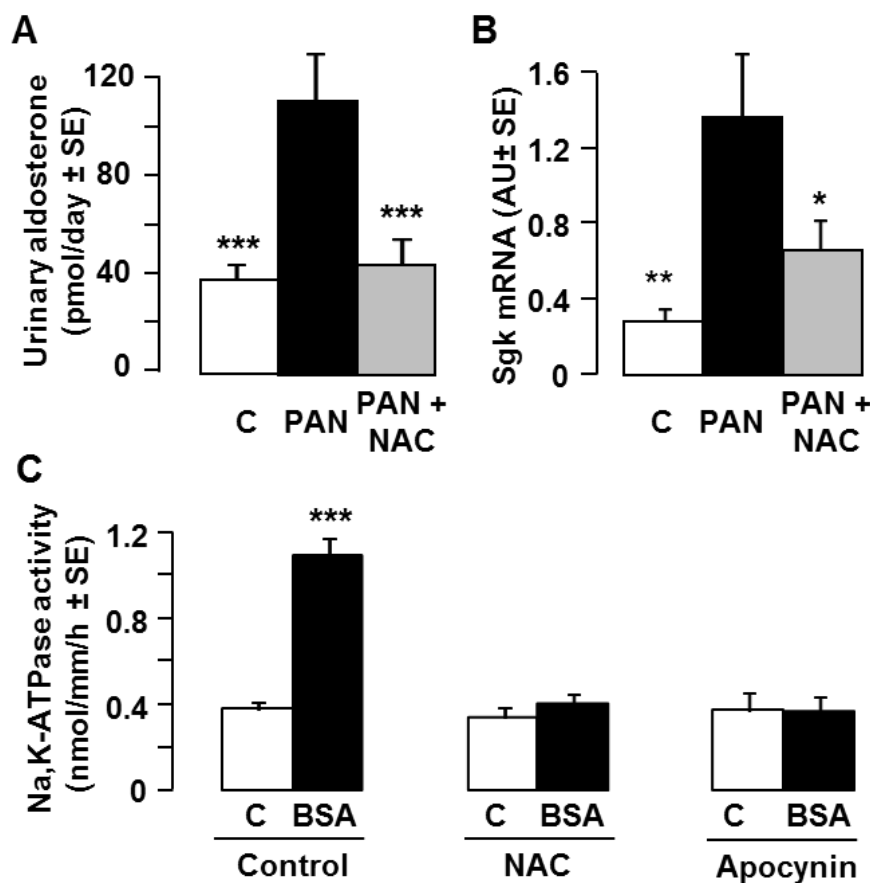 A
Urinary aldosterone
(pmol/day ± SE)
120
80
40
0
***
***
C
PAN
PAN +
NAC
B
Sgk mRNA (AU± SE)
1.6
1.2
0.8
0.4
0
**
*
C
PAN
PAN +
NAC
C
Na,K-ATPase activity
(nmol/mm/h ± SE)
1.2
0.8
0.4
0
***
C BSA
C BSA
C BSA
Control
NAC
Apocynin